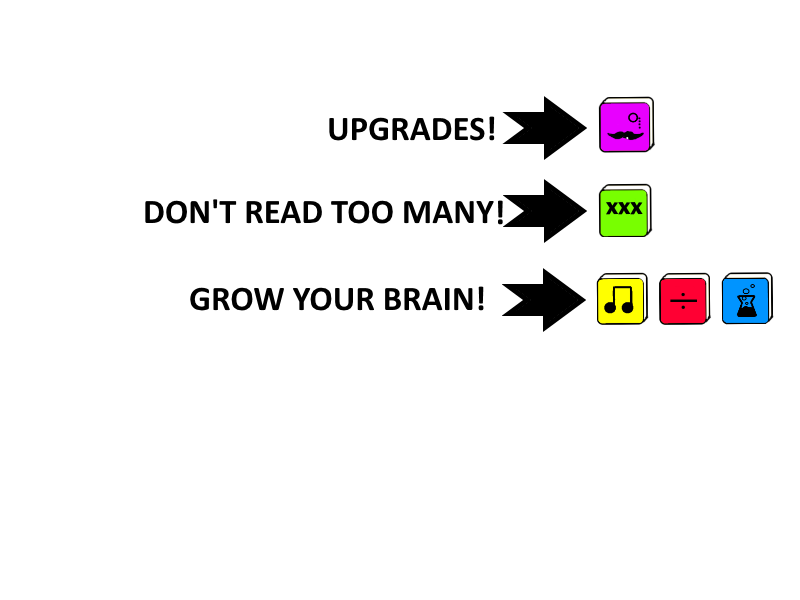 UPGRADES!
DON'T READ TOO MANY!
XXX
GROW YOUR BRAIN!
÷